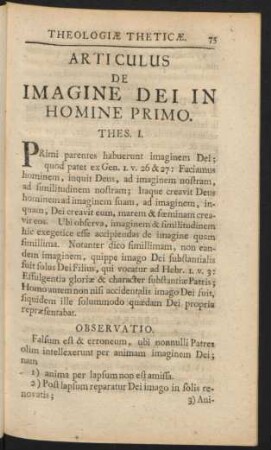 THEOLOGIÆ THETICÆ. 75
ARTICULUS
DE
IMAGINE DEI IN
HOMINE PRIMO.
THES. I.
PRimi parentes habuerunt imaginem Dei;
quod patet ex Gen. 1. v. 26 & 27: Faciamus
hominem, inquit Deus, ad imaginem nostram,
ad similitudinem nostram; itaque creavit Deus
hominem ad imaginem suam, ad imaginem, in-
quam, Dei creavit eum, marem & fœminam crea-
vit eos. Ubi observa, imaginem & similitudinem
hic exegetice esse accipiendas de imagine quam
simillima. Notanter dico simillimam, non ean-
dem imaginem, quippe imago Dei substantialis
fuit solus Dei Filius, qui vocatur ad Hebr. 1. v. 3:
Effulgentia gloriæ & character substantiæ Patris;
Homo autem non nisi accidentalis imago Dei fuit,
siquidem ille solummodo quædam Dei propria
repræsentabat.
OBSERVATIO.
Falsum est & erroneum, ubi nonnulli Patres
olim intellexerunt per animam imaginem Dei;
nam
1) anima per lapsum non est amissa.
2) Post lapsum reparatur Dei imago in solis re-
novatis;
3) Ani-